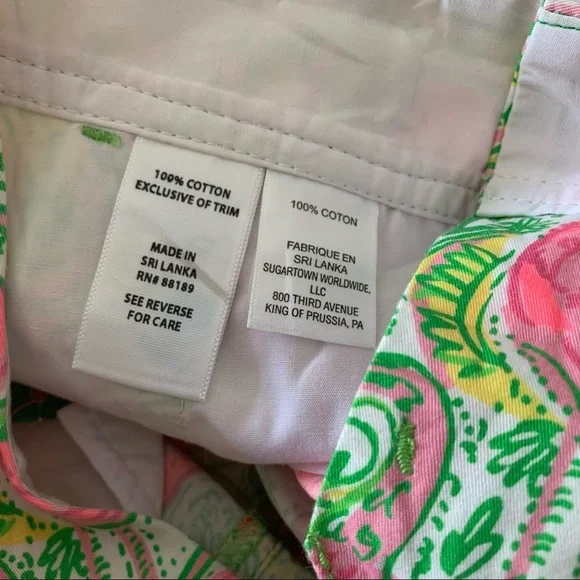 100% COTTON
EXCLUSIVE OF TRIM
MADE IN
SRI LANKA
RN# 88189
SEE REVERSE
FOR CARE
100% COTON
FABRIQUE EN
SRI LANKA
SUGARTOWN WORLDWIDE,
LLC
800 THIRD AVENUE
KING OF PRUSSIA, PA